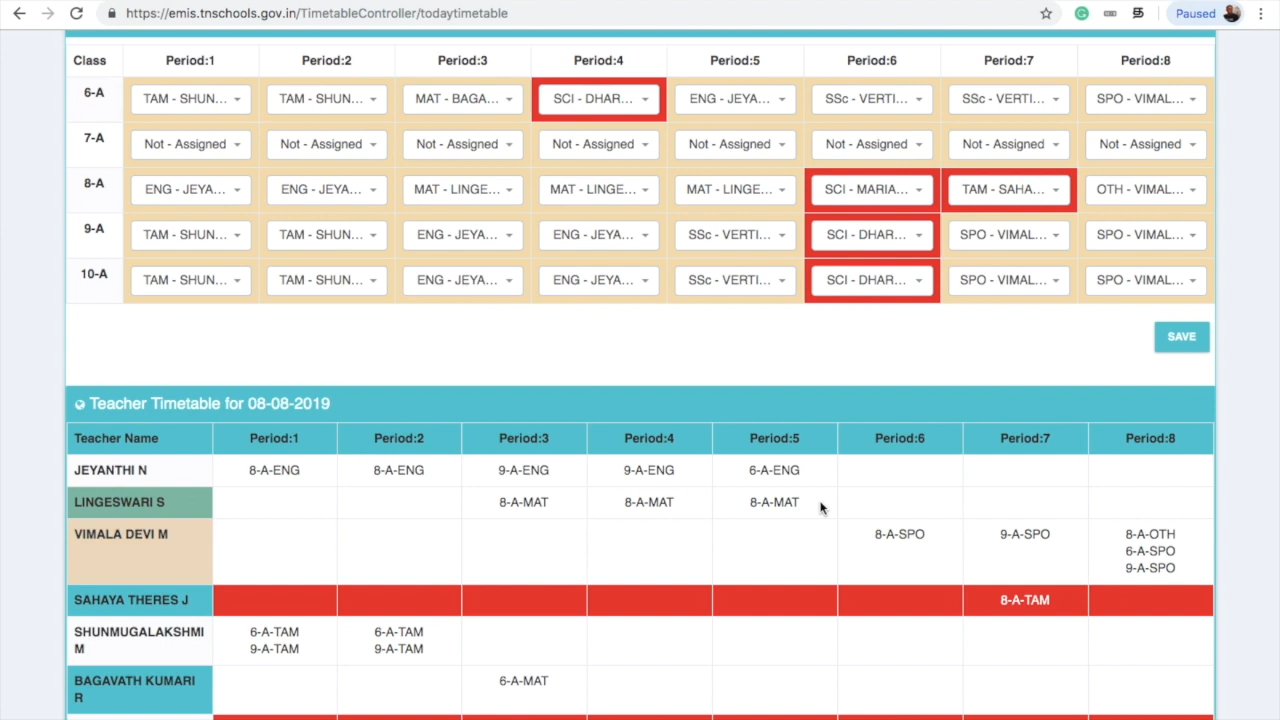 https://emis.tnschools.gov.in/TimetableController/todaytimetable Paused
Class Period:1 Period:2 Period:3 Period:4 Period:5 Period:6 Period:7 Period:8
6-A TAM - SHUN... TAM - SHUN... MAT - BAGA... SCI - DHAR... ENG - JEYA... SSc - VERTI... SSc - VERTI... SPO - VIMAL...
7-A Not - Assigned Not - Assigned Not - Assigned Not - Assigned Not - Assigned Not - Assigned Not - Assigned Not - Assigned
8-A ENG - JEYA... ENG - JEYA... MAT - LINGE... MAT - LINGE... MAT - LINGE... SCI - MARIA... TAM - SAHA... OTH - VIMAL...
9-A TAM - SHUN... TAM - SHUN... ENG - JEYA... ENG - JEYA... SSc - VERTI... SCI - DHAR... SPO - VIMAL... SPO - VIMAL...
10-A TAM - SHUN... TAM - SHUN... ENG - JEYA... ENG - JEYA... SSc - VERTI... SCI - DHAR... SPO - VIMAL... SPO - VIMAL...
SAVE
Teacher Timetable for 08-08-2019
Teacher Name Period:1 Period:2 Period:3 Period:4 Period:5 Period:6 Period:7 Period:8
JEYANTHI N 8-A-ENG 8-A-ENG 9-A-ENG 9-A-ENG 6-A-ENG
LINGESWARI S 8-A-MAT 8-A-MAT 8-A-MAT
VIMALA DEVI M 8-A-SPO 9-A-SPO 8-A-OTH
6-A-SPO
9-A-SPO
SAHAYA THERES J 8-A-TAM
SHUNMUGALAKSHMI 6-A-TAM 6-A-TAM
M 9-A-TAM 9-A-TAM
BAGAVATH KUMARI 6-A-MAT
R